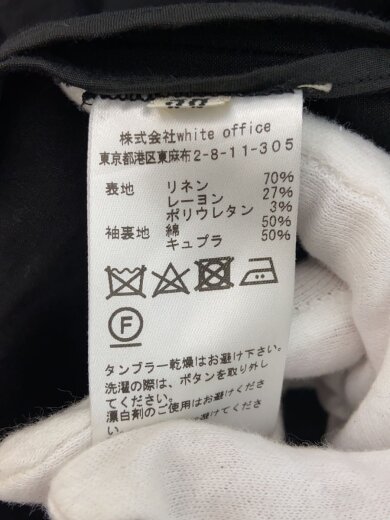 株式会社white office
東京都港区東麻布2-8-11-305
表地 リネン 70%
レーヨン 27%
ポリウレタン 3%
袖裏地 綿 50%
キュプラ 50%
F
タンブラー乾燥はお避け下さい。
洗濯の際は、ボタンを取り外し
てください。
漂白剤のご使用はお避けくださ
い。